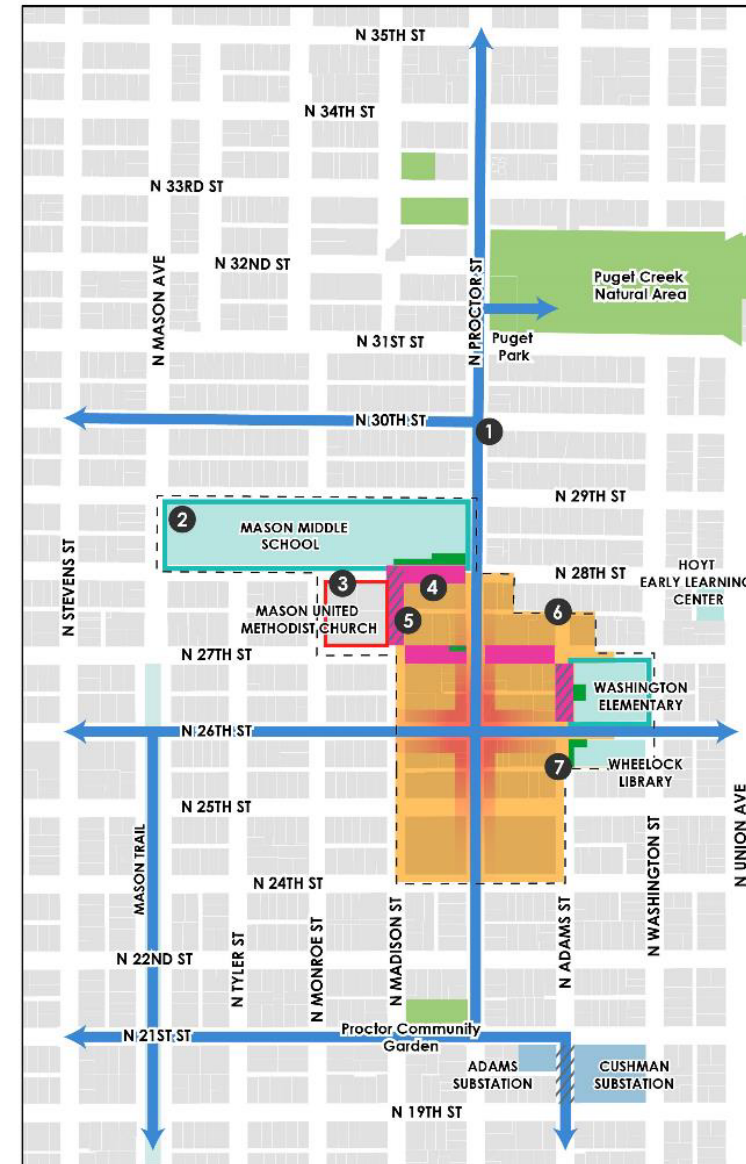 N 35TH ST
N 34TH ST
N 33RD ST
N 32ND ST
N MASON AVE
N PROCTOR ST
Puget Creek
Natural Area
N 31ST ST
Puget
Park
N 30TH ST
1
N 29TH ST
2
MASON MIDDLE
SCHOOL
N STEVENS ST
3
4
N 28TH ST
HOYT
EARLY LEARNING
CENTER
MASON UNITED
METHODIST CHURCH
5
6
N 27TH ST
WASHINGTON
ELEMENTARY
N 26TH ST
7
WHEELOCK
LIBRARY
N 25TH ST
MASON TRAIL
N UNION AVE
N 24TH ST
N WASHINGTON ST
N TYLER ST
N MONROE ST
N MADISON ST
N ADAMS ST
N 22ND ST
N 21ST ST
Proctor Community
Garden
ADAMS
SUBSTATION
CUSHMAN
SUBSTATION
N 19TH ST